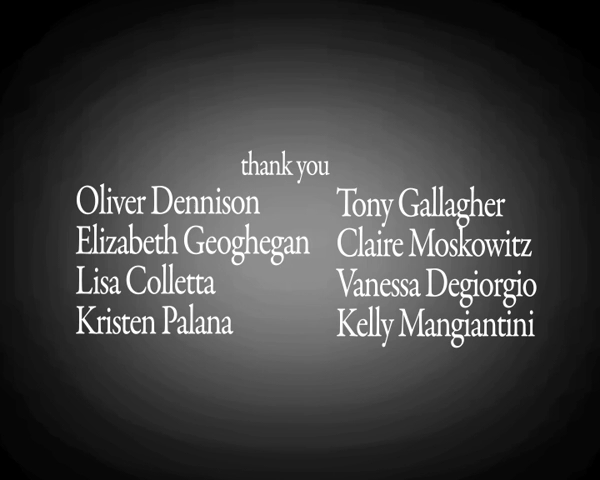 thank you
Oliver Dennison
Elizabeth Geoghegan
Lisa Colletta
Kristen Palana
Tony Gallagher
Claire Moskowitz
Vanessa Degiorgio
Kelly Mangiantini